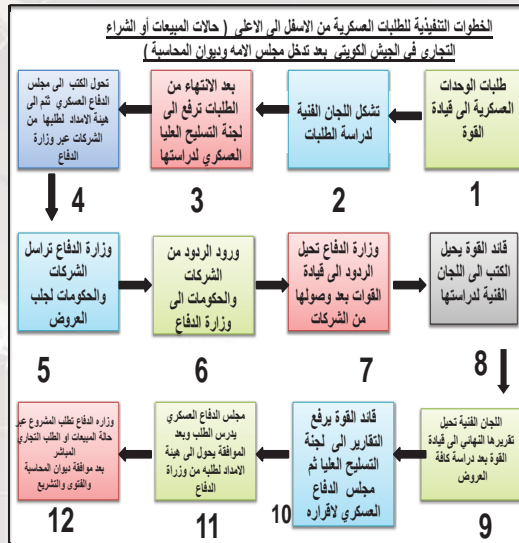 الخطوات التنفيذية للطلبات العسكرية من الاسفل الى الاعلى ( حالات المبيعات أو الشراء
التجاري في الجيش الكويتي بعد تدخل مجلس الامه وديوان المحاسبة )
طلبات الوحدات
العسكرية الى قيادة
القوة
1
تشكل اللجان الفنية
لدراسة الطلبات
2
بعد الانتهاء من
الطلبات ترفع الى
لجنة التسليح العليا
العسكري لدراستها
3
تحول الكتب الى مجلس
الدفاع العسكري ثم الى
هيئة الامداد لطلبها من
الشركات عبر وزارة
الدفاع
4
وزارة الدفاع تراسل
الشركات
والحكومات لجلب
العروض
5
ورود الردود من
الشركات
والحكومات الى
وزارة الدفاع
6
وزارة الدفاع تحيل
الردود الى قيادة
القوات بعد وصولها
من الشركات
7
قائد القوة يحيل
الكتب الى اللجان
الفنية لدراستها
8
اللجان الفنية تحيل
تقريرها النهائي الى قيادة
القوة بعد دراسة كافة
العروض
9
قائد القوة يرفع
التقارير الى لجنة
التسليح العليا ثم
مجلس الدفاع
العسكري لاقراره
10
مجلس الدفاع العسكري
يدرس الطلب وبعد
الموافقة يحول الى هيئة
الامداد لطلبه من وزراة
الدفاع
11
وزاره الدفاع تطلب المشروع عبر
حالة المبيعات او الطلب التجاري
المباشر
بعد موافقة ديوان المحاسبة
والفتوى والتشريع
12